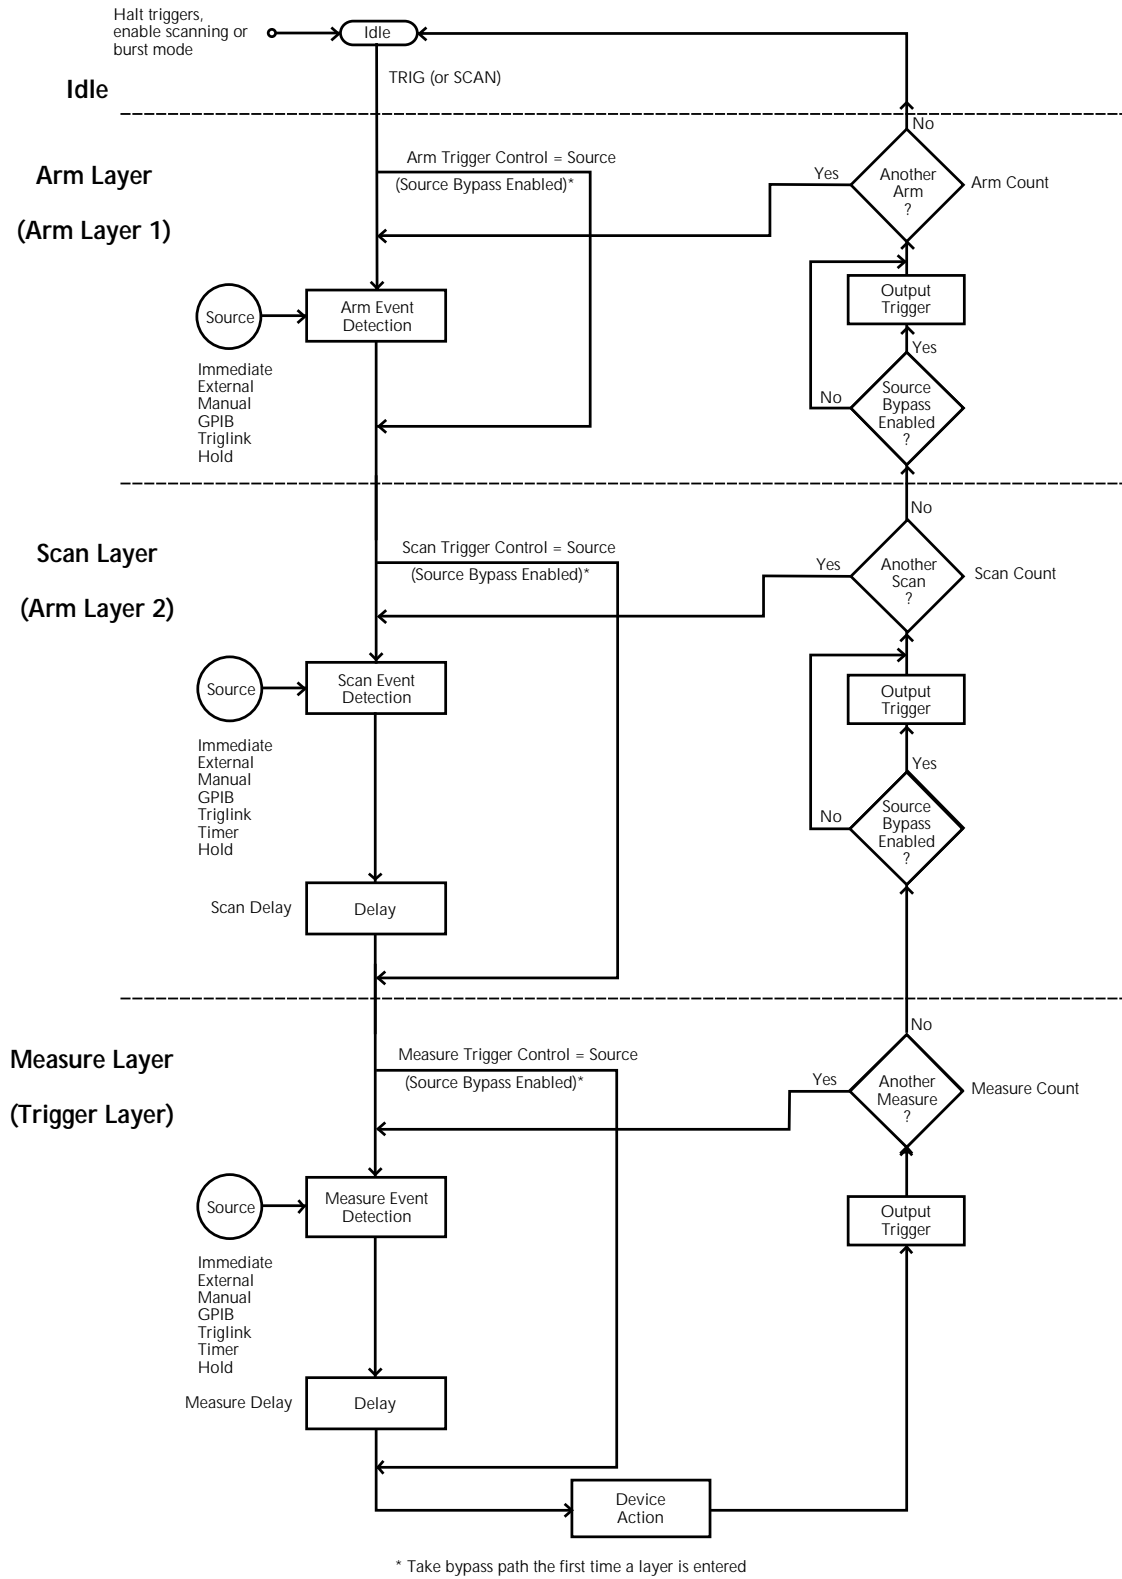 Halt triggers,
enable scanning or
burst mode
Idle
TRIG (or SCAN)
Idle
No
Arm Layer
(Arm Layer 1)
Arm Trigger Control = Source
(Source Bypass Enabled)*
Yes
Another
Arm
?
Arm Count
Output
Trigger
Source
Arm Event
Detection
Yes
Immediate
External
Manual
GPIB
Triglink
Hold
No
Source
Bypass
Enabled
?
No
Scan Layer
(Arm Layer 2)
Scan Trigger Control = Source
(Source Bypass Enabled)*
Yes
Another
Scan
?
Scan Count
Source
Scan Event
Detection
Output
Trigger
Immediate
External
Manual
GPIB
Triglink
Timer
Hold
Yes
No
Source
Bypass
Enabled
?
Scan Delay
Delay
No
Measure Layer
(Trigger Layer)
Measure Trigger Control = Source
(Source Bypass Enabled)*
Yes
Another
Measure
?
Measure Count
Source
Measure Event
Detection
Output
Trigger
Immediate
External
Manual
GPIB
Triglink
Timer
Hold
Measure Delay
Delay
Device
Action
* Take bypass path the first time a layer is entered